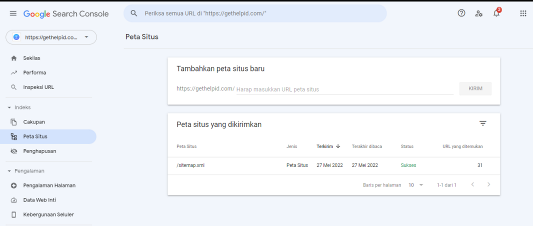 Google Search Console
Periksa semua URL di "https://gethelpid.com/"
https://gethelpid.co...
Peta Situs
Sekilas
Performa
Inspeksi URL
Indeks
Cakupan
Peta Situs
Penghapusan
Pengalaman
Pengalaman Halaman
Data Web Inti
Kebergunaan Seluler
Tambahkan peta situs baru
https://gethelpid.com/ Harap masukkan URL peta situs
KIRIM
Peta situs yang dikirimkan
Peta Situs Jenis Terkirim Terakhir dibaca Status URL yang ditemukan
/sitemap.xml Peta Situs 27 Mei 2022 27 Mei 2022 Sukses 31
Baris per halaman 10 1-1 dari 1